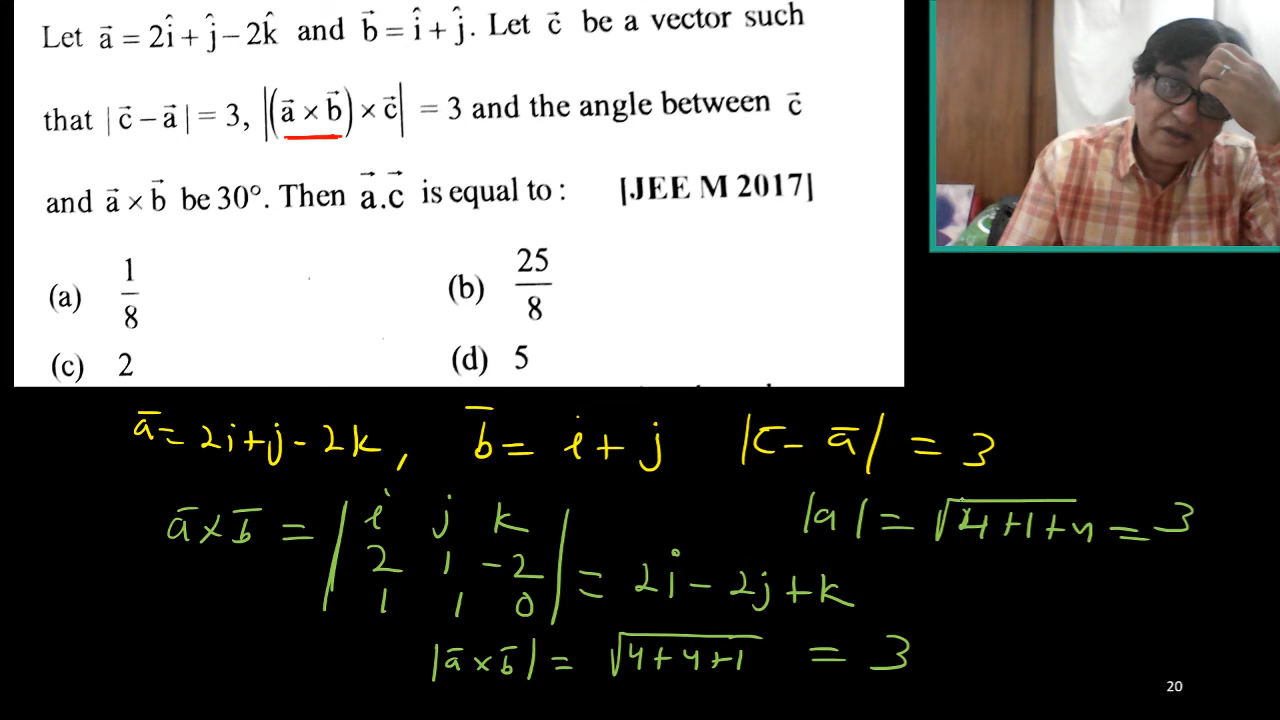 Let a⃗ = 2î + ĵ − 2k̂ and b⃗ = î + ĵ. Let c⃗ be a vector such
that |c⃗ − a⃗| = 3, |(a⃗ × b⃗) × c⃗| = 3 and the angle between c⃗
and a⃗ × b⃗ be 30°. Then a⃗.c⃗ is equal to : [JEE M 2017]
(a) 1/8 (b) 25/8
(c) 2 (d) 5
a̅ = 2i + j − 2k, b̅ = i + j |c̅ − a̅| = 3
a̅ × b̅ = | i j k | |a| = √4+1+4 = 3
| 2 1 −2 | = 2i − 2j + k
| 1 1 0 |
|a̅ × b̅| = √4+4+1 = 3
20